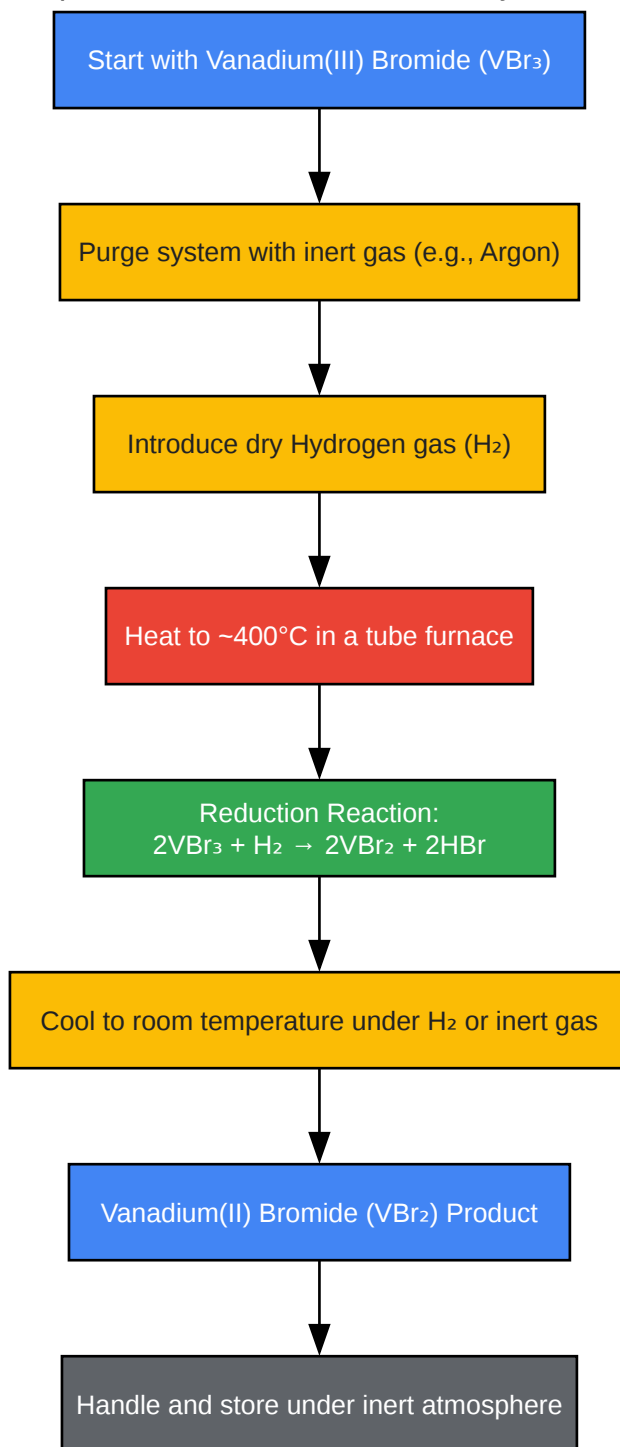 Start with Vanadium(III) Bromide (VBr₃)
Purge system with inert gas (e.g., Argon)
Introduce dry Hydrogen gas (H₂)
Heat to ~400°C in a tube furnace
Reduction Reaction:
2VBr₃ + H₂ → 2VBr₂ + 2HBr
Cool to room temperature under H₂ or inert gas
Vanadium(II) Bromide (VBr₂) Product
Handle and store under inert atmosphere